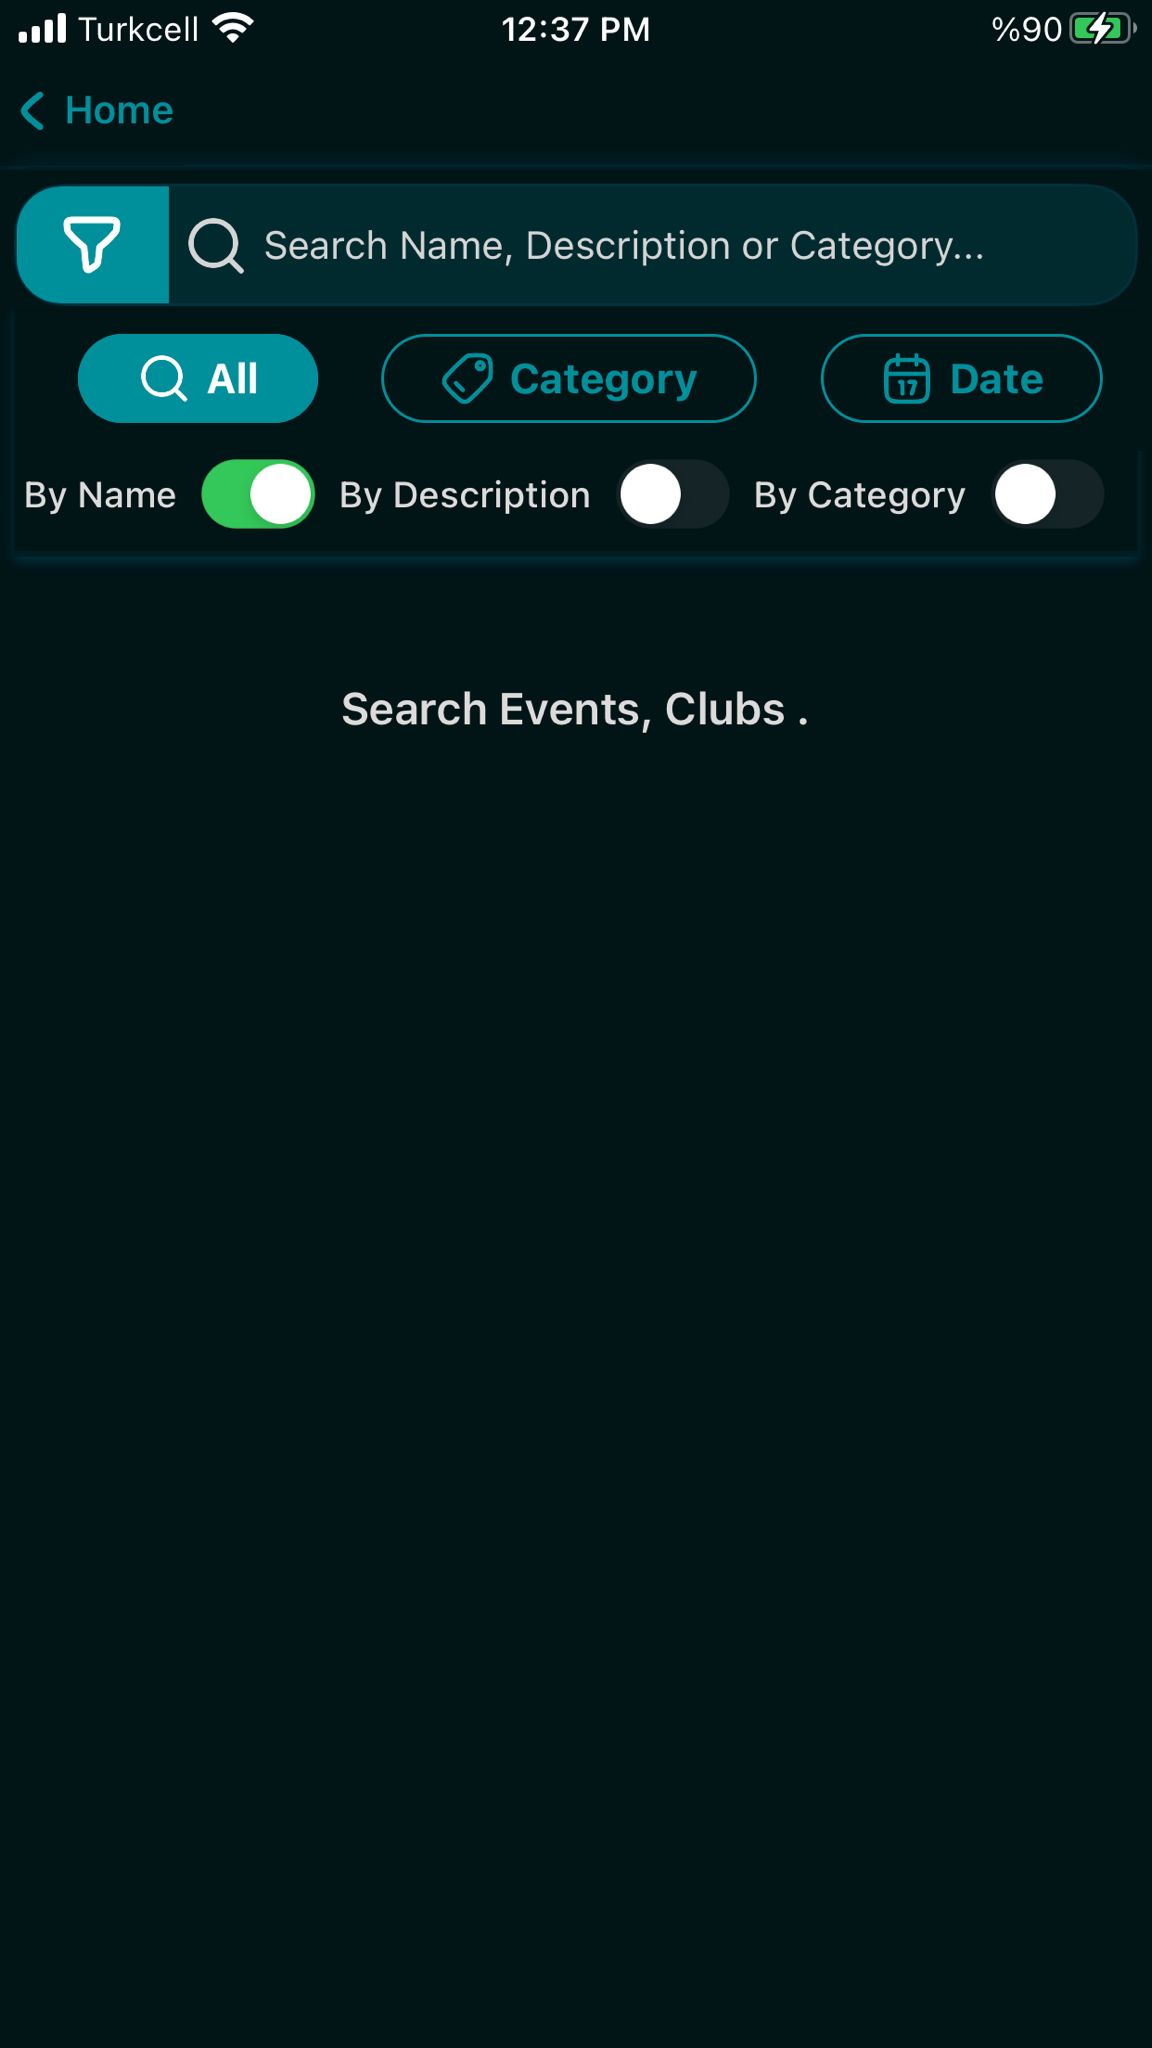 Turkcell 12:37 PM %90
Home
Search Name, Description or Category...
All Category 17 Date
By Name By Description By Category
Search Events, Clubs .